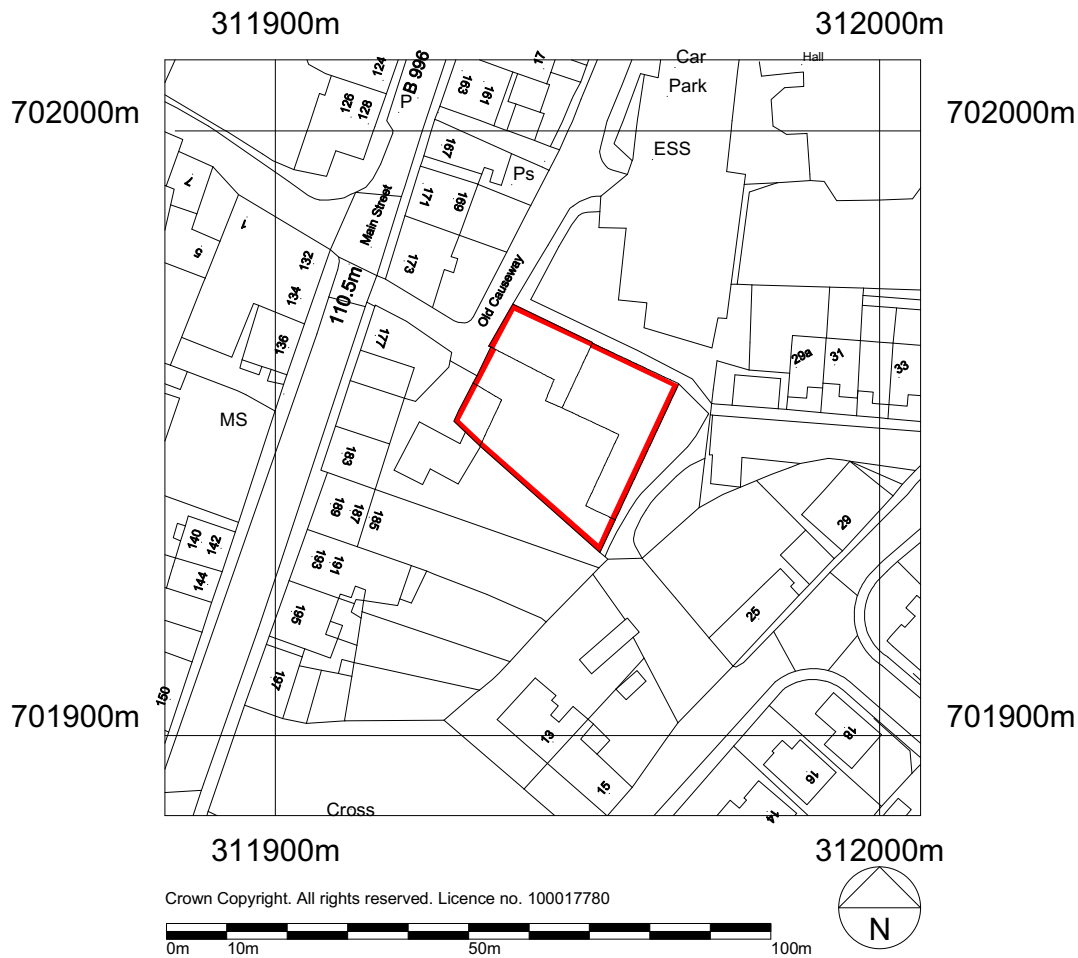 311900m 312000m
702000m 702000m
124
B 996
P
126
128
163
161
17
Car
Park
Hall
ESS
167
Ps
171
169
173
Main Street
Old Causeway
110.5m
7
5
1
132
134
136
177
MS
183
189
187
185
193
191
195
197
140
142
144
150
29a
31
33
29
25
13
15
18
16
14
Cross
701900m 701900m
311900m 312000m
Crown Copyright. All rights reserved. Licence no. 100017780
0m 10m 50m 100m
N